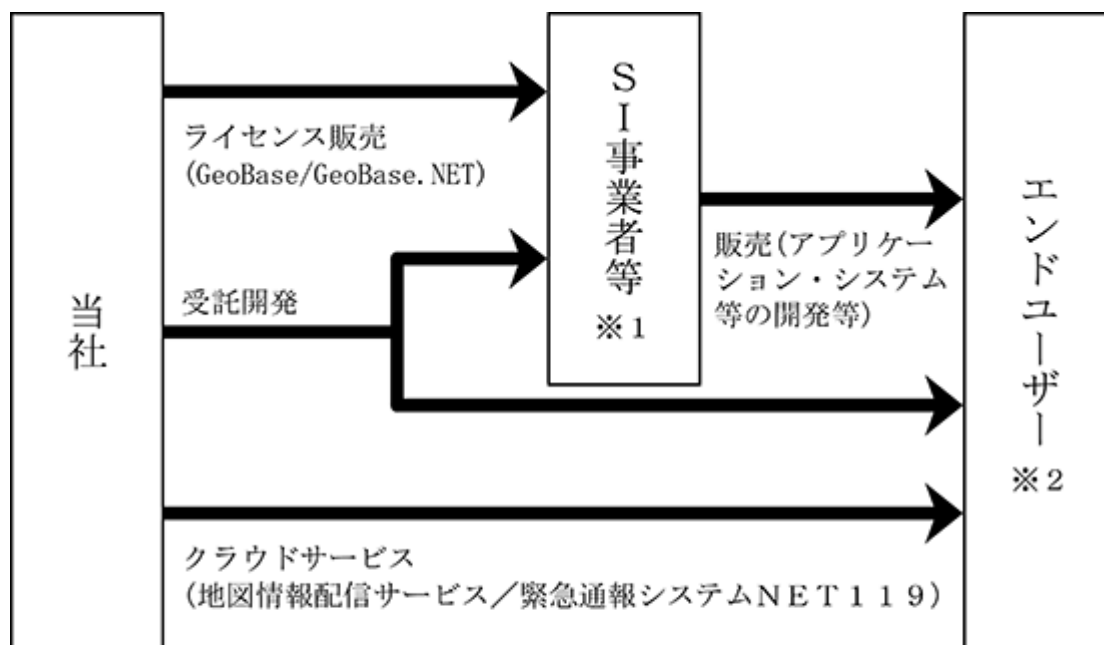 当社
ライセンス販売
(GeoBase/GeoBase.NET)
受託開発
SI事業者等
※1
販売(アプリケー
ション・システム
等の開発等)
エンドユーザー
※2
クラウドサービス
(地図情報配信サービス／緊急通報システムNET119)